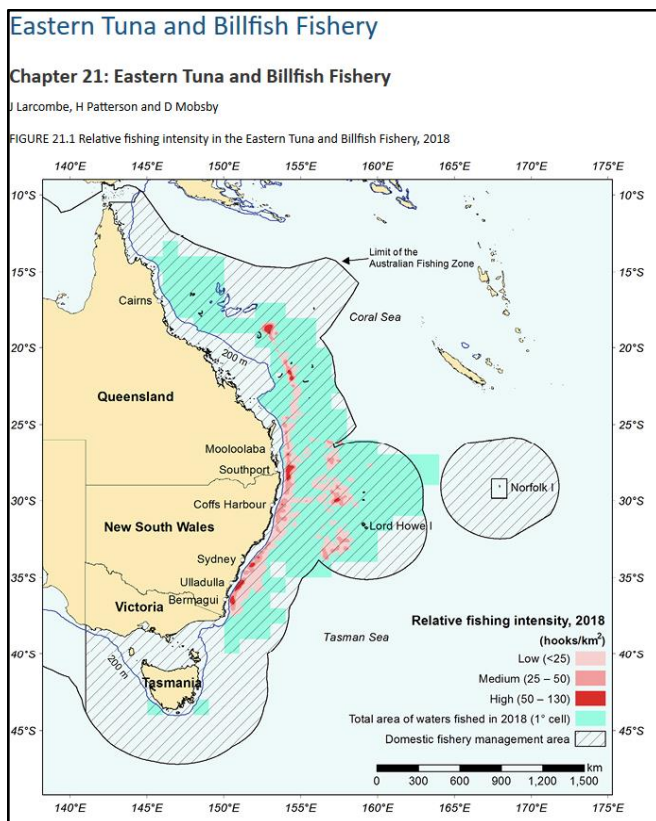 Eastern Tuna and Billfish Fishery
Chapter 21: Eastern Tuna and Billfish Fishery
J Larcombe, H Patterson and D Mobsby
FIGURE 21.1 Relative fishing intensity in the Eastern Tuna and Billfish Fishery, 2018
140°E 145°E 150°E 155°E 160°E 165°E 170°E 175°E
10°S 10°S
Limit of the
Australian Fishing Zone
15°S 15°S
Cairns
Coral Sea
20°S 20°S
200 m
Queensland
25°S 25°S
Mooloolaba
Southport
Norfolk I
30°S 30°S
Coffs Harbour
Lord Howe I
New South Wales
Sydney
35°S 35°S
Ulladulla
Victoria
Bermagui
Tasman Sea
Relative fishing intensity, 2018
(hooks/km²)
Low (<25)
Medium (25 – 50)
High (50 – 130)
Total area of waters fished in 2018 (1° cell)
Domestic fishery management area
40°S 40°S
200 m
Tasmania
45°S 45°S
km
0 300 600 900 1,200 1,500
140°E 145°E 150°E 155°E 160°E 165°E 170°E 175°E